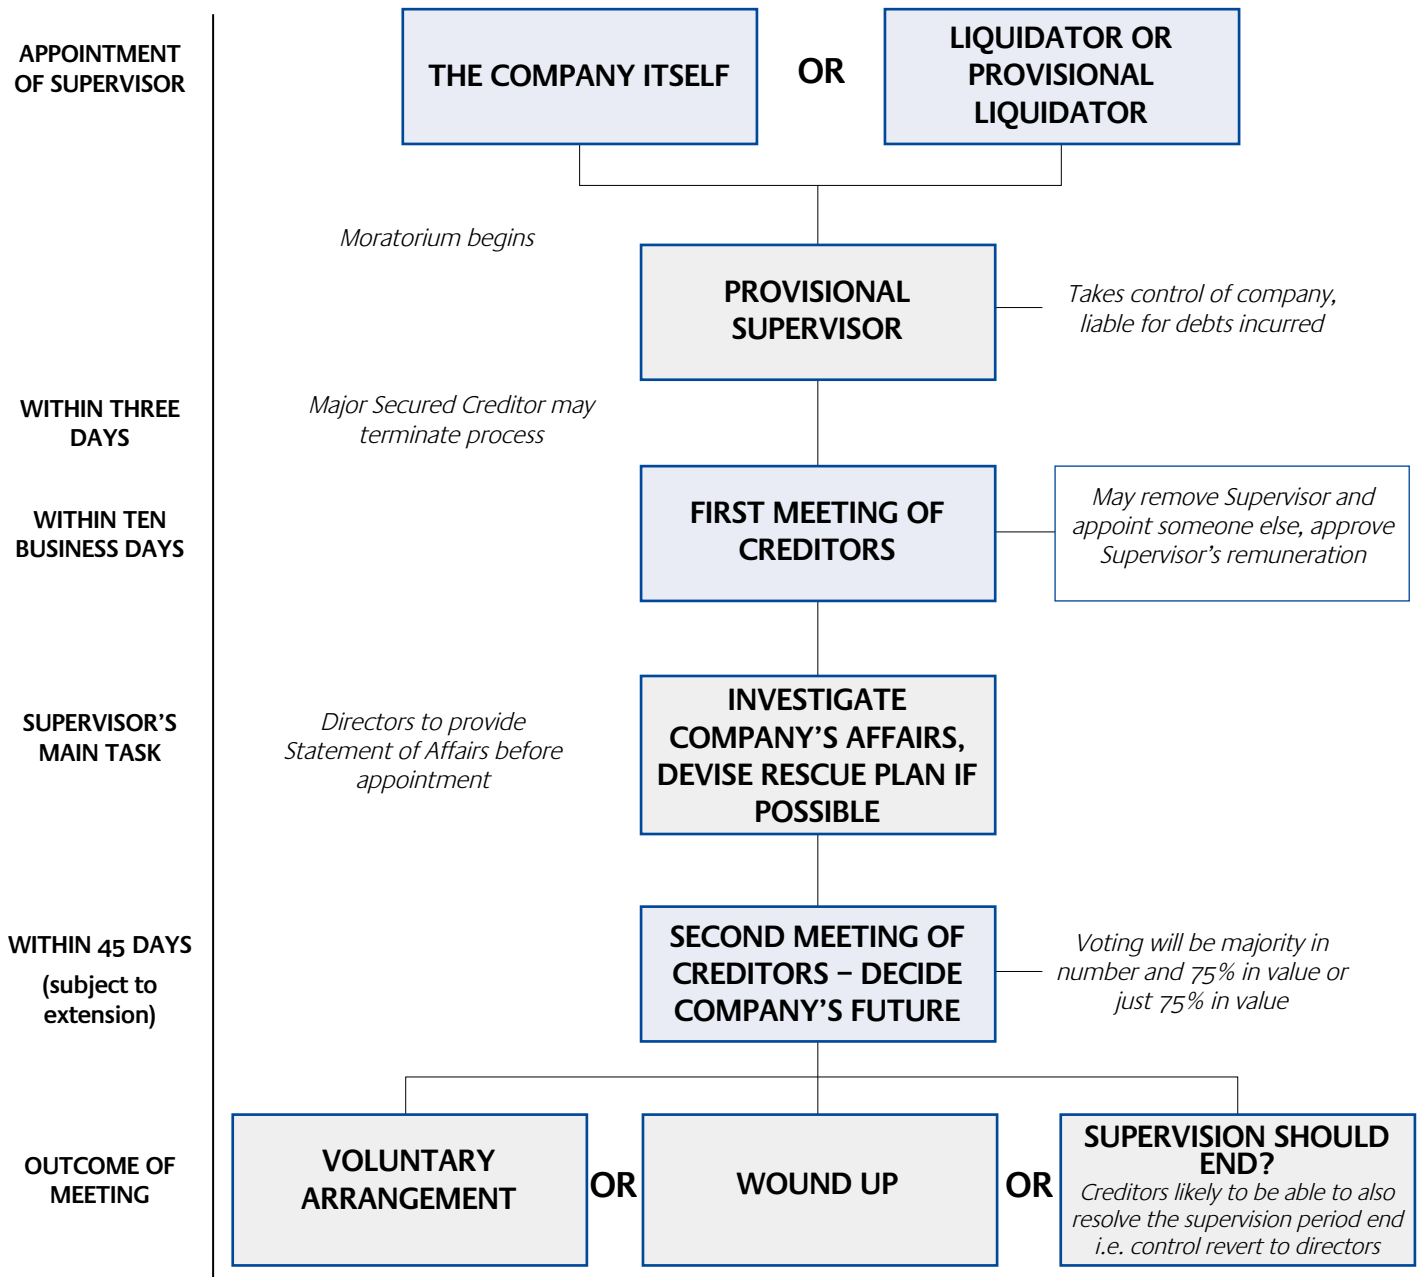 APPOINTMENT
OF SUPERVISOR
THE COMPANY ITSELF
OR
LIQUIDATOR OR
PROVISIONAL
LIQUIDATOR
Moratorium begins
PROVISIONAL
SUPERVISOR
Takes control of company,
liable for debts incurred
WITHIN THREE
DAYS
Major Secured Creditor may
terminate process
WITHIN TEN
BUSINESS DAYS
FIRST MEETING OF
CREDITORS
May remove Supervisor and
appoint someone else, approve
Supervisor’s remuneration
SUPERVISOR’S
MAIN TASK
Directors to provide
Statement of Affairs before
appointment
INVESTIGATE
COMPANY’S AFFAIRS,
DEVISE RESCUE PLAN IF
POSSIBLE
WITHIN 45 DAYS
(subject to
extension)
SECOND MEETING OF
CREDITORS – DECIDE
COMPANY’S FUTURE
Voting will be majority in
number and 75% in value or
just 75% in value
OUTCOME OF
MEETING
VOLUNTARY
ARRANGEMENT
OR
WOUND UP
OR
SUPERVISION SHOULD
END?
Creditors likely to be able to also
resolve the supervision period end
i.e. control revert to directors